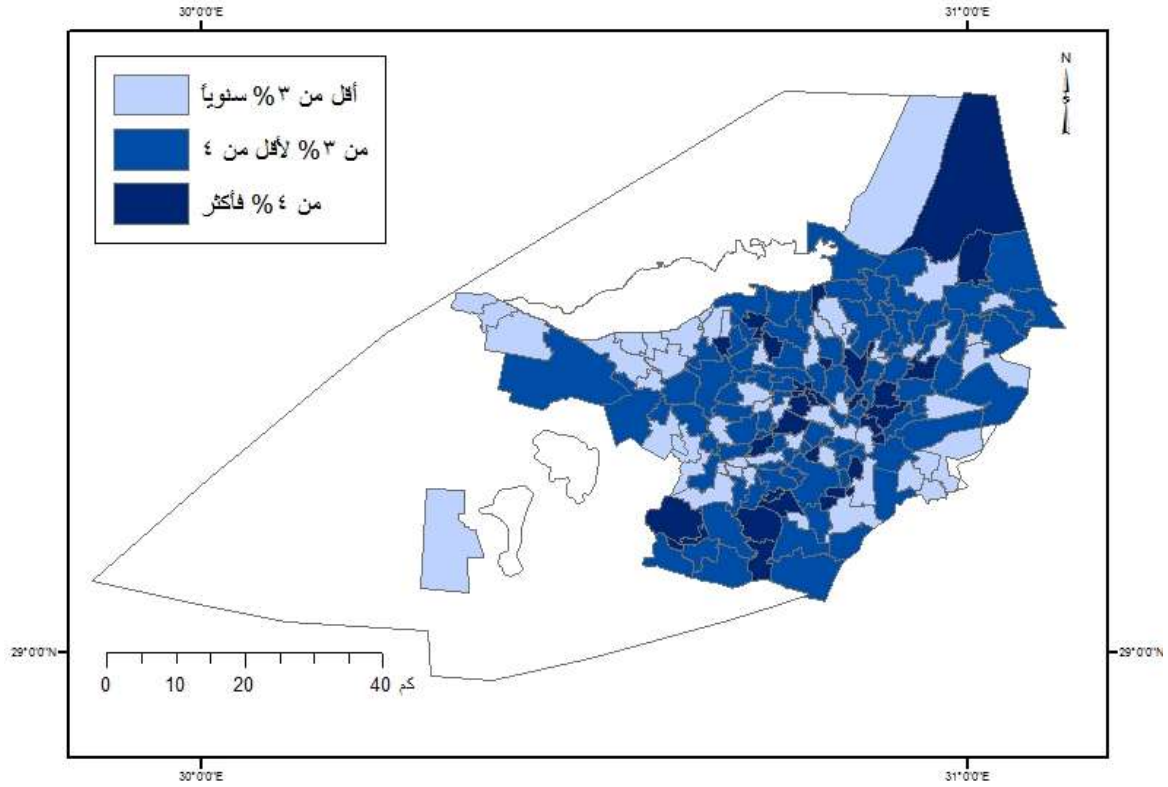 30°0'0"E 31°0'0"E
N
أقل من ٣% سنوياً
من ٣% لأقل من ٤
من ٤% فأكثر
29°0'0"N 29°0'0"N
0 10 20 40 كم
30°0'0"E 31°0'0"E